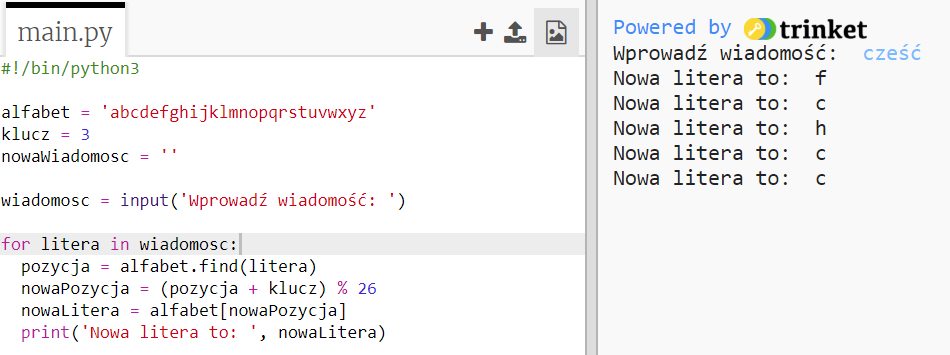 main.py
#!/bin/python3
alfabet = 'abcdefghijklmnopqrstuvwxyz'
klucz = 3
nowaWiadomosc = ''
wiadomosc = input('Wprowadź wiadomość: ')
for litera in wiadomosc:
  pozycja = alfabet.find(litera)
  nowaPozycja = (pozycja + klucz) % 26
  nowaLitera = alfabet[nowaPozycja]
  print('Nowa litera to: ', nowaLitera)
Powered by trinket
Wprowadź wiadomość:  cześć
Nowa litera to:  f
Nowa litera to:  c
Nowa litera to:  h
Nowa litera to:  c
Nowa litera to:  c